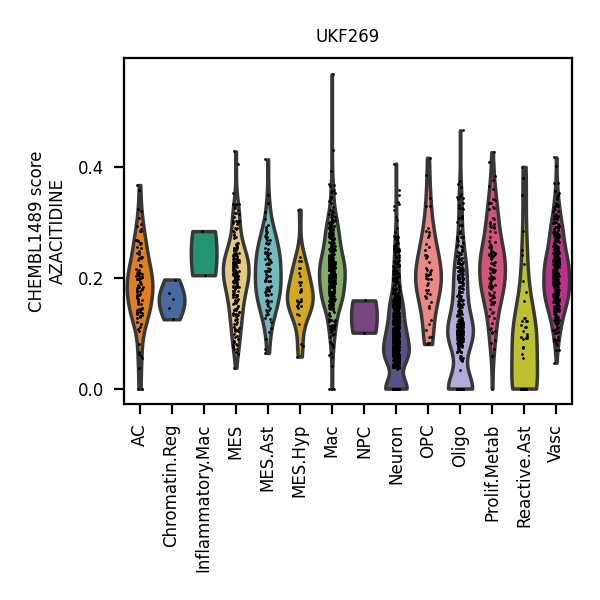 UKF269
CHEMBL1489 score
AZACITIDINE
0.4
0.2
0.0
AC
Chromatin.Reg
Inflammatory.Mac
MES
MES.Ast
MES.Hyp
Mac
NPC
Neuron
OPC
Oligo
Prolif.Metab
Reactive.Ast
Vasc